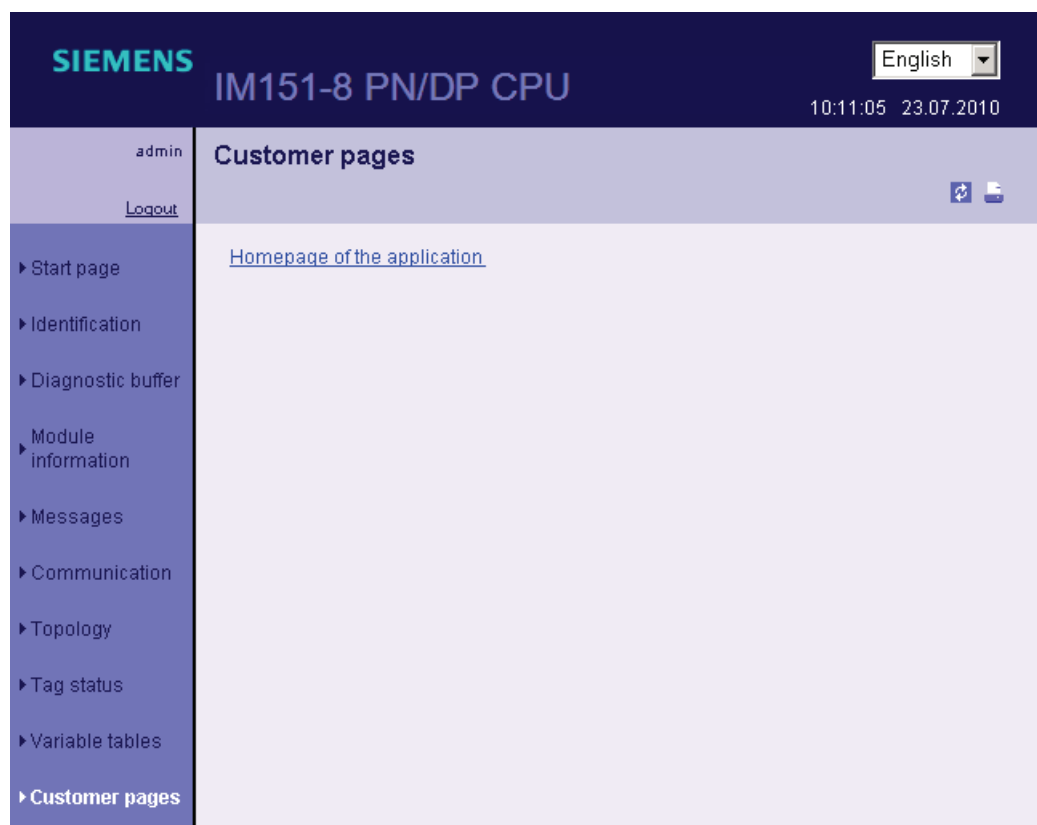 SIEMENS
IM151-8 PN/DP CPU
English
10:11:05 23.07.2010
admin
Logout
Customer pages
Homepage of the application
Start page
Identification
Diagnostic buffer
Module
information
Messages
Communication
Topology
Tag status
Variable tables
Customer pages